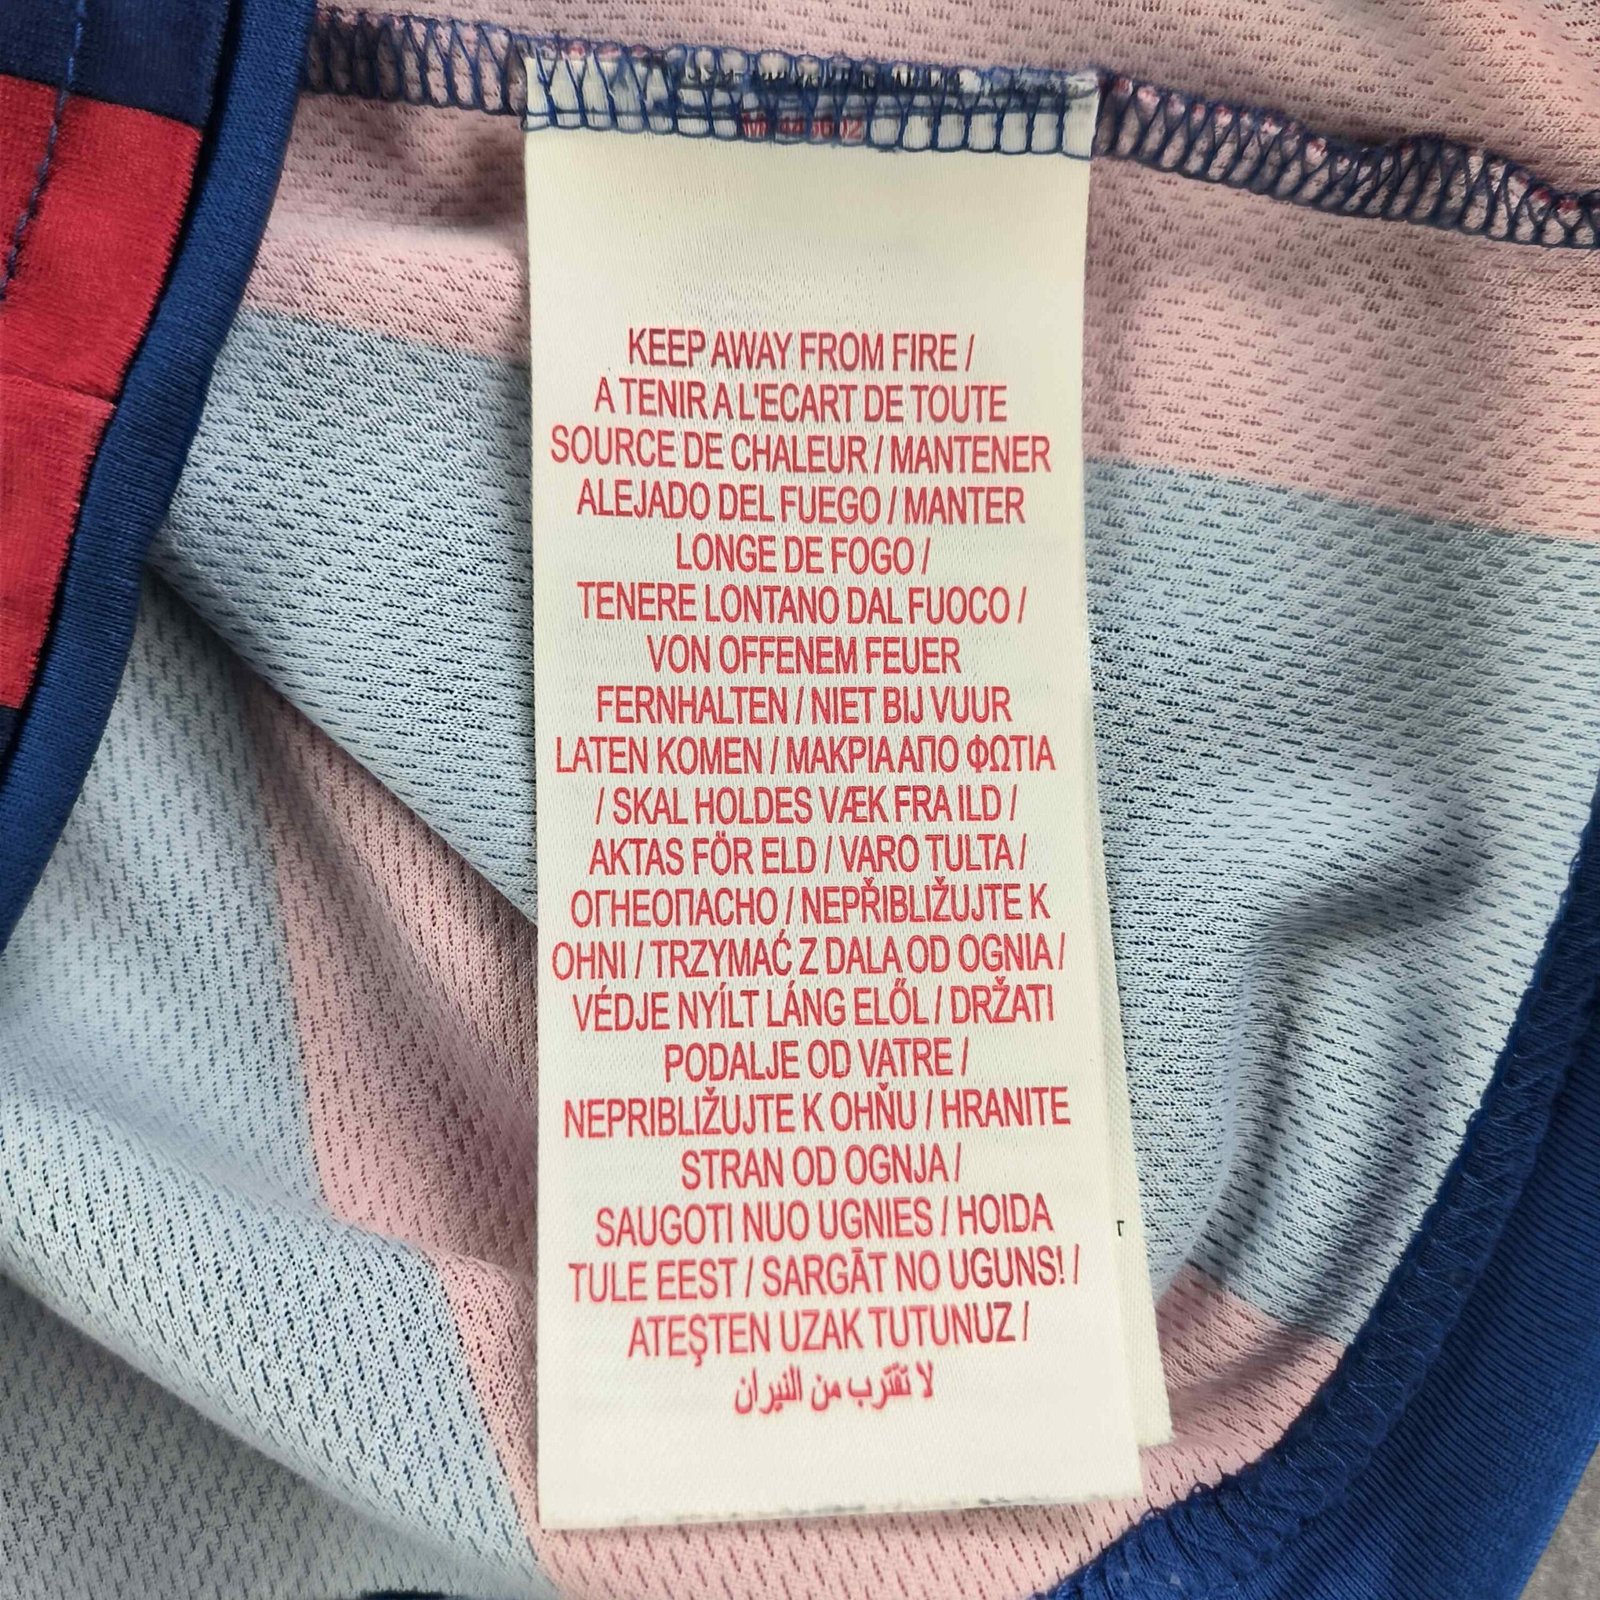 KEEP AWAY FROM FIRE /
A TENIR A L'ECART DE TOUTE
SOURCE DE CHALEUR / MANTENER
ALEJADO DEL FUEGO / MANTER
LONGE DE FOGO /
TENERE LONTANO DAL FUOCO /
VON OFFENEM FEUER
FERNHALTEN / NIET BIJ VUUR
LATEN KOMEN / ΜΑΚΡΙΑ ΑΠΟ ΦΩΤΙΑ
/ SKAL HOLDES VÆK FRA ILD /
AKTAS FÖR ELD / VARO TULTA /
ОГНЕОПАСНО / NEPŘIBLIŽUJTE K
OHNI / TRZYMAĆ Z DALA OD OGNIA /
VÉDJE NYÍLT LÁNG ELŐL / DRŽATI
PODALJE OD VATRE /
NEPRIBLIŽUJTE K OHŇU / HRANITE
STRAN OD OGNJA /
SAUGOTI NUO UGNIES / HOIDA
TULE EEST / SARGĀT NO UGUNS! /
ATEŞTEN UZAK TUTUNUZ /
لا تقترب من النيران